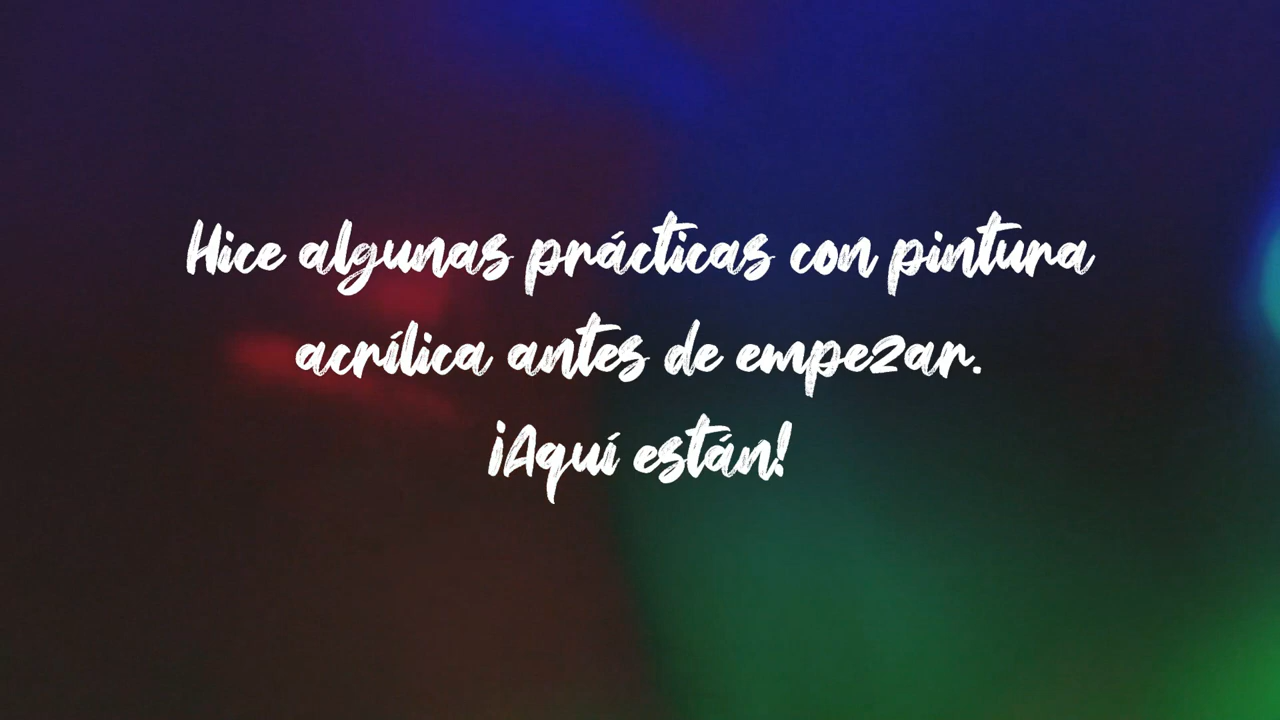 Hice algunas prácticas con pintura
acrílica antes de empezar.
¡Aquí están!